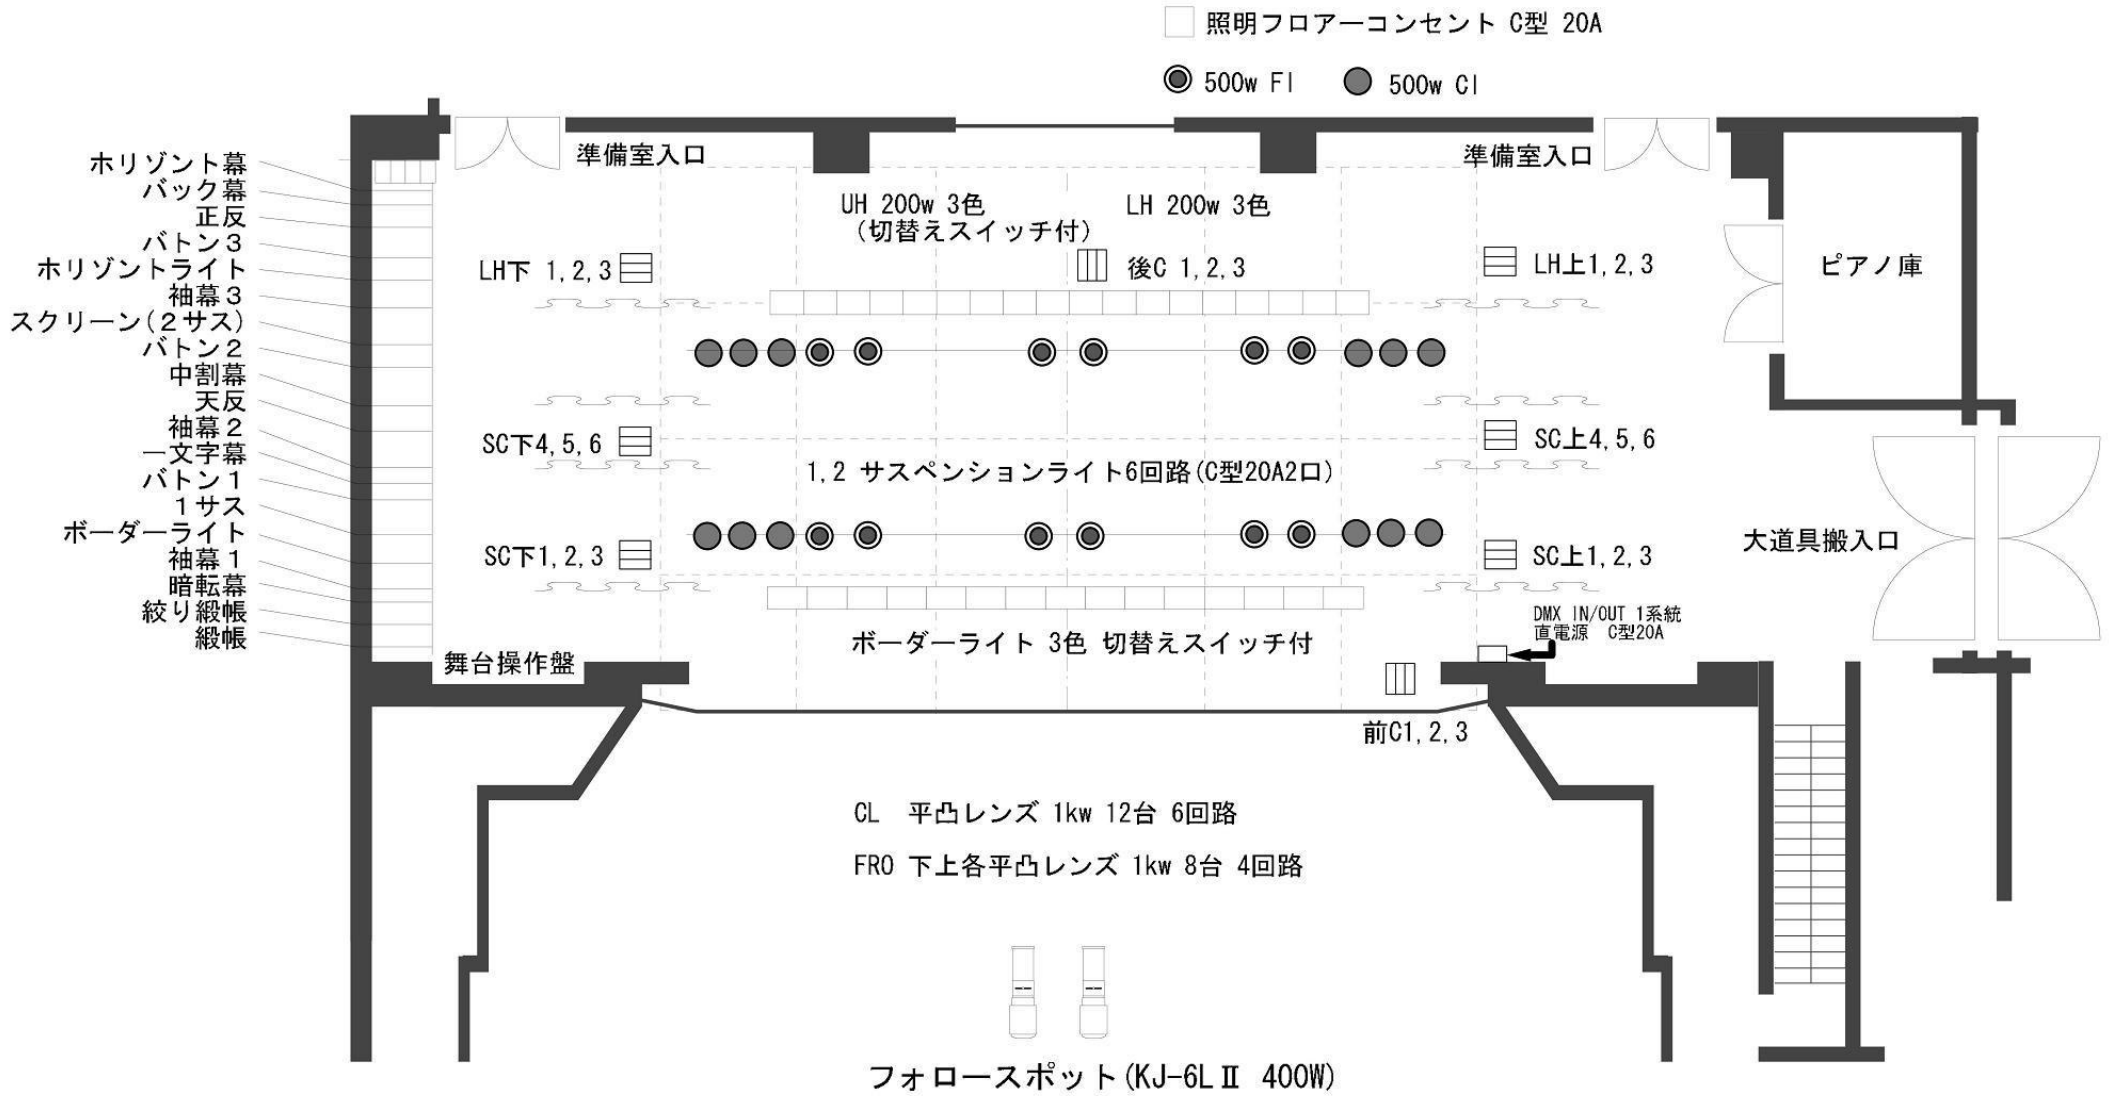 照明フロアーコンセント C型 20A
500w FI
500w CI
準備室入口
準備室入口
ホリゾント幕
バック幕
正反
バトン3
ホリゾントライト
袖幕3
スクリーン(2サス)
バトン2
中割幕
天反
袖幕2
一文字幕
バトン1
1サス
ボーダーライト
袖幕1
暗転幕
絞り緞帳
緞帳
UH 200w 3色
(切替えスイッチ付)
LH 200w 3色
LH下 1,2,3
後C 1,2,3
LH上1,2,3
ピアノ庫
SC下4,5,6
SC上4,5,6
1,2 サスペンションライト6回路(C型20A2口)
SC下1,2,3
SC上1,2,3
大道具搬入口
DMX IN/OUT 1系統
直電源 C型20A
ボーダーライト 3色 切替えスイッチ付
舞台操作盤
前C1,2,3
CL 平凸レンズ 1kw 12台 6回路
FRO 下上各平凸レンズ 1kw 8台 4回路
フォロースポット(KJ-6LⅡ 400W)